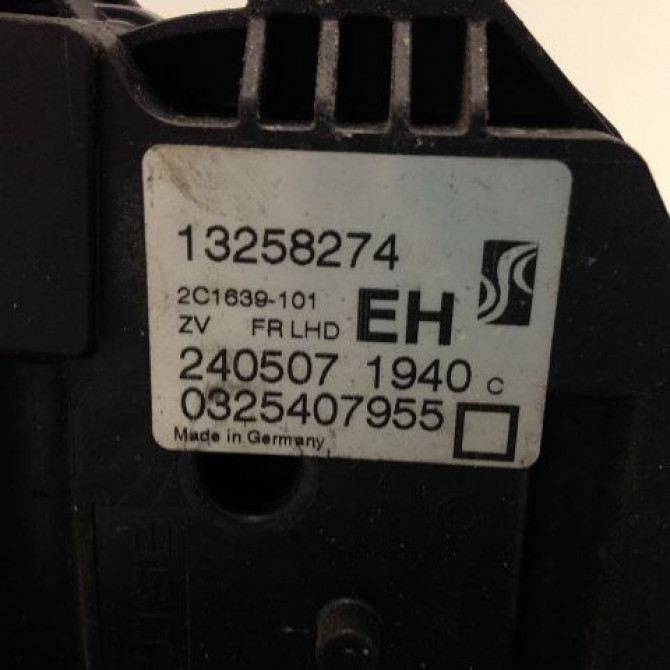 13258274
2C1639-101
ZV FR LHD EH
240507 1940 C
0325407955
Made in Germany